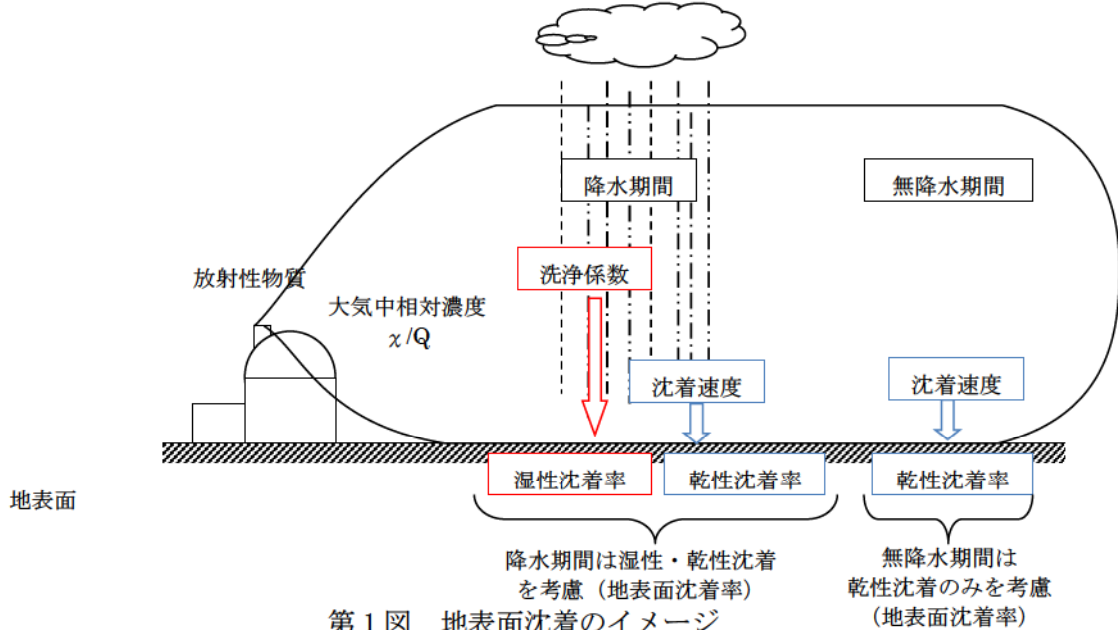 降水期間
無降水期間
洗浄係数
放射性物質
大気中相対濃度
χ/Q
沈着速度
沈着速度
湿性沈着率
乾性沈着率
乾性沈着率
地表面
降水期間は湿性・乾性沈着
を考慮（地表面沈着率）
無降水期間は
乾性沈着のみを考慮
（地表面沈着率）
第１図　地表面沈着のイメージ